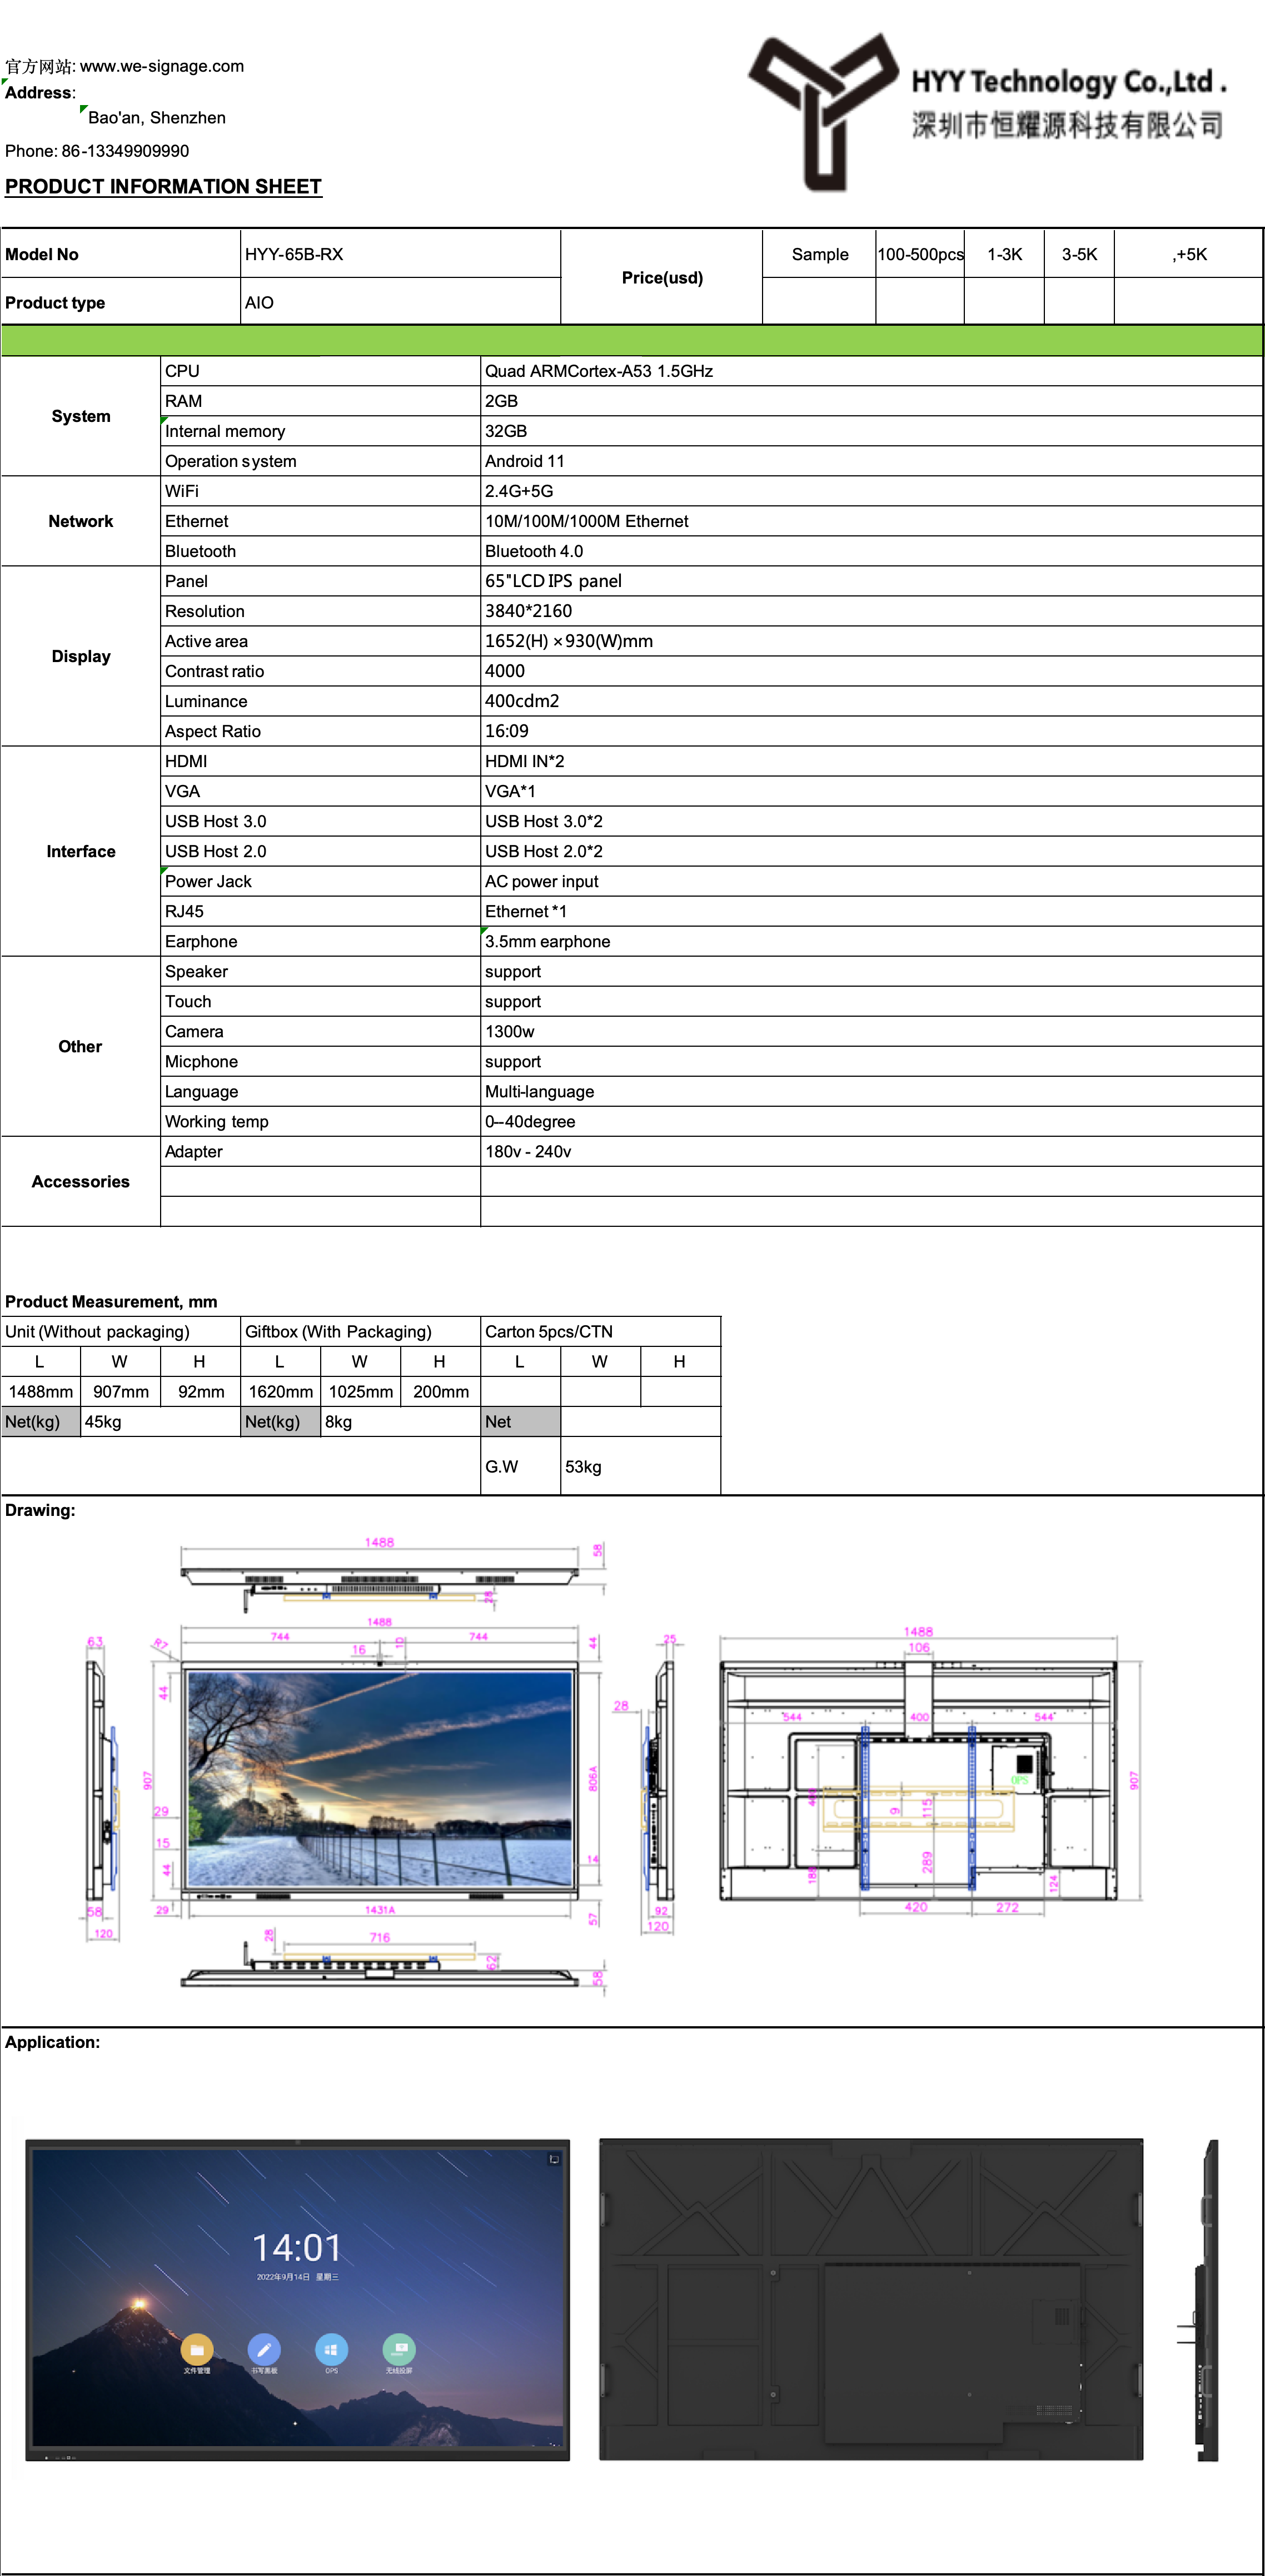 官方网站: www.we-signage.com
Address:
Bao'an, Shenzhen
Phone: 86-13349909990
HYY Technology Co.,Ltd .
深圳市恒耀源科技有限公司
PRODUCT INFORMATION SHEET
Model No HYY-65B-RX Price(usd) Sample 100-500pcs 1-3K 3-5K ,+5K
Product type AIO
System
CPU Quad ARMCortex-A53 1.5GHz
RAM 2GB
Internal memory 32GB
Operation system Android 11
Network
WiFi 2.4G+5G
Ethernet 10M/100M/1000M Ethernet
Bluetooth Bluetooth 4.0
Display
Panel 65"LCD IPS panel
Resolution 3840*2160
Active area 1652(H) ×930(W)mm
Contrast ratio 4000
Luminance 400cdm2
Aspect Ratio 16:09
Interface
HDMI HDMI IN*2
VGA VGA*1
USB Host 3.0 USB Host 3.0*2
USB Host 2.0 USB Host 2.0*2
Power Jack AC power input
RJ45 Ethernet *1
Earphone 3.5mm earphone
Other
Speaker support
Touch support
Camera 1300w
Micphone support
Language Multi-language
Working temp 0--40degree
Accessories
Adapter 180v - 240v
Product Measurement, mm
Unit (Without packaging) Giftbox (With Packaging) Carton 5pcs/CTN
L W H L W H L W H
1488mm 907mm 92mm 1620mm 1025mm 200mm
Net(kg) 45kg Net(kg) 8kg Net
G.W 53kg
Drawing:
1488
58
28
1488
744 744
16 10 44
R7
63
44
907
29
15
44
29
1431A
57
806A
14
58
120
25
28
92
120
1488
106
544 400 544
OPS
907
9
115
289
188
124
420 272
28
716
62
58
Application:
14:01
2022年9月14日 星期三
文件管理 书写黑板 OPS 无线投屏